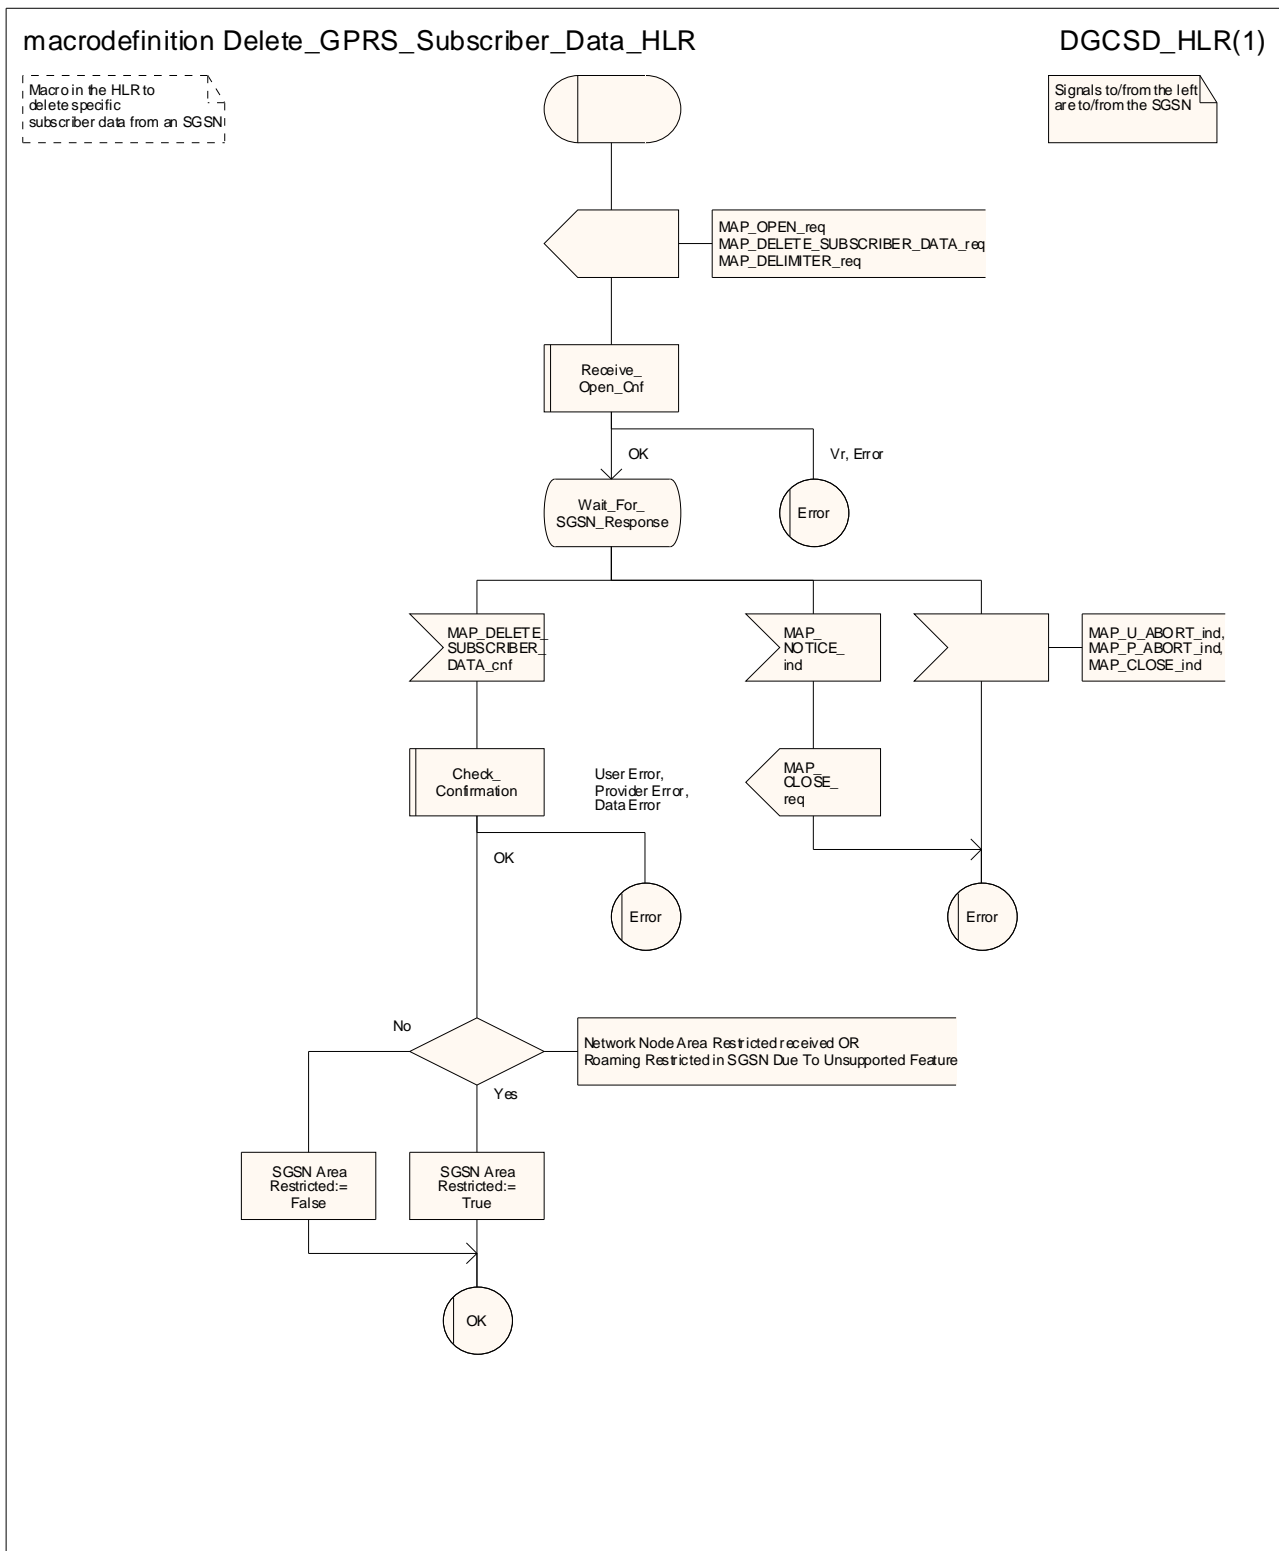 macrodefinition Delete_GPRS_Subscriber_Data_HLR
DGCSD_HLR(1)
Macro in the HLR to
delete specific
subscriber data from an SGSN
Signals to/from the left
are to/from the SGSN
MAP_OPEN_req
MAP_DELETE_SUBSCRIBER_DATA_req
MAP_DELIMITER_req
Receive_
Open_Cnf
OK
Vr, Error
Wait_For_
SGSN_Response
Error
MAP_DELETE_
SUBSCRIBER_
DATA_cnf
MAP_
NOTICE_
ind
MAP_U_ABORT_ind,
MAP_P_ABORT_ind,
MAP_CLOSE_ind
Check_
Confirmation
User Error,
Provider Error,
Data Error
MAP_
CLOSE_
req
OK
Error
Error
No
Network Node Area Restricted received OR
Roaming Restricted in SGSN Due To Unsupported Feature
Yes
SGSN Area
Restricted:=
False
SGSN Area
Restricted:=
True
OK